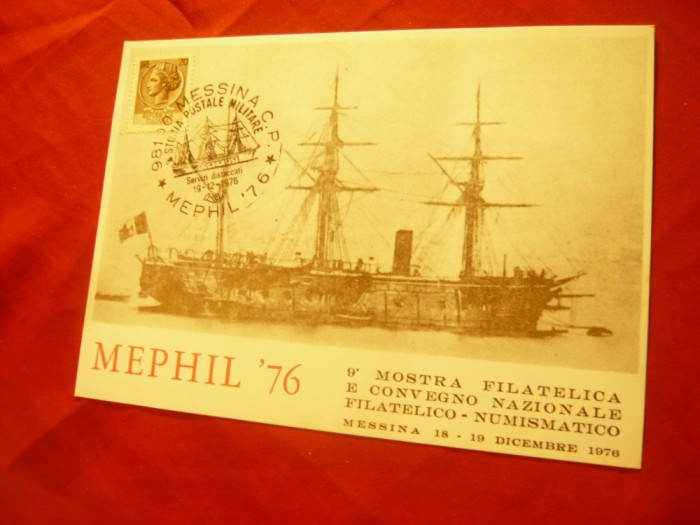 20
98100 MESSINA C.P.
STORIA POSTALE MILITARE
Servizi distaccati
19-12-1976
MEPHIL '76
MEPHIL '76
9ª MOSTRA FILATELICA
E CONVEGNO NAZIONALE
FILATELICO - NUMISMATICO
MESSINA 18 - 19 DICEMBRE 1976